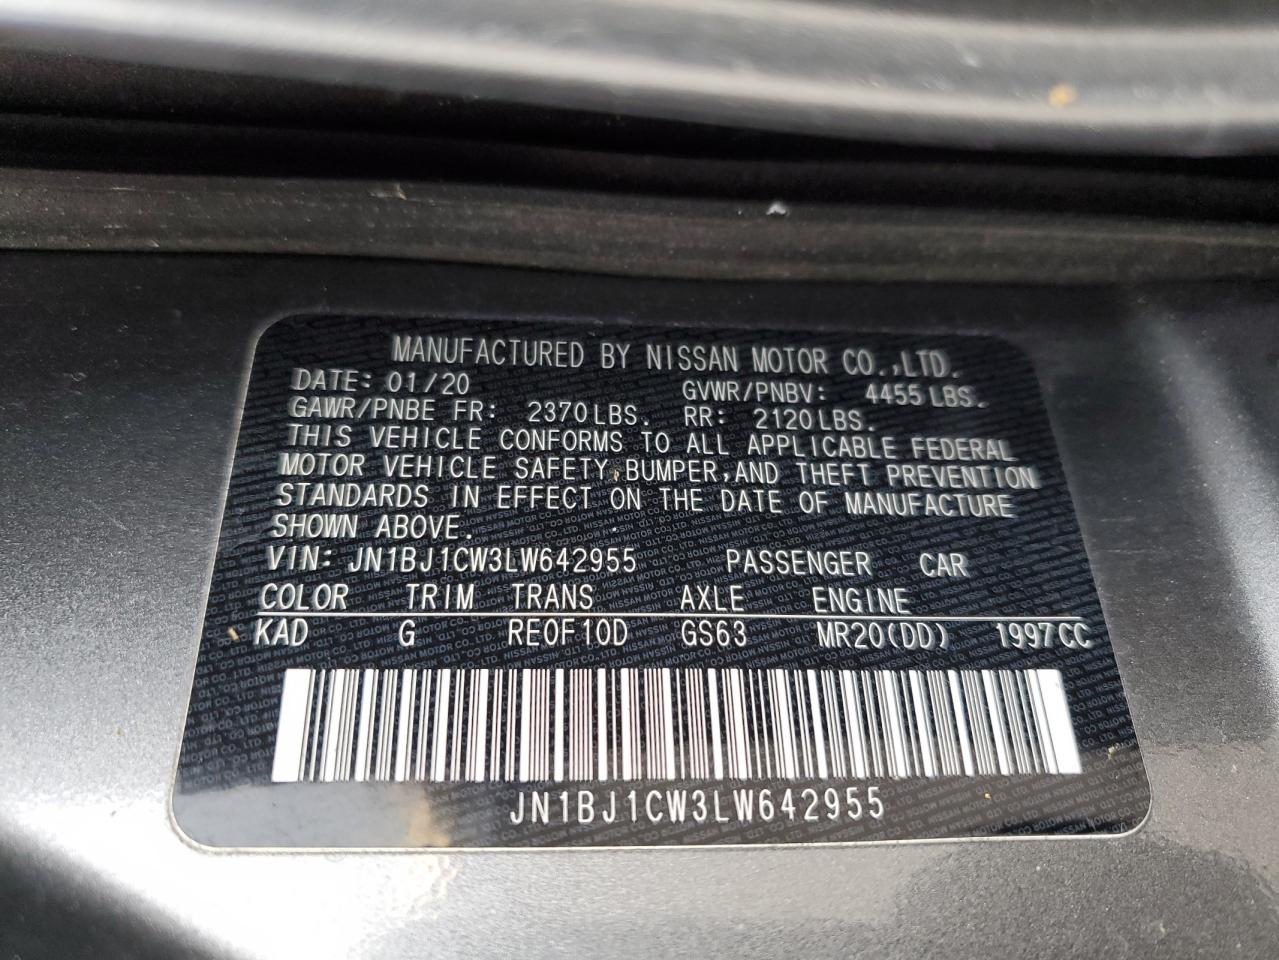 MANUFACTURED BY NISSAN MOTOR CO.,LTD.
DATE: 01/20 GVWR/PNBV: 4455 LBS.
GAWR/PNBE FR: 2370 LBS. RR: 2120 LBS.
THIS VEHICLE CONFORMS TO ALL APPLICABLE FEDERAL
MOTOR VEHICLE SAFETY,BUMPER,AND THEFT PREVENTION
STANDARDS IN EFFECT ON THE DATE OF MANUFACTURE
SHOWN ABOVE.
VIN: JN1BJ1CW3LW642955 PASSENGER CAR
COLOR TRIM TRANS AXLE ENGINE
KAD G RE0F10D GS63 MR20(DD) 1997 CC
JN1BJ1CW3LW642955